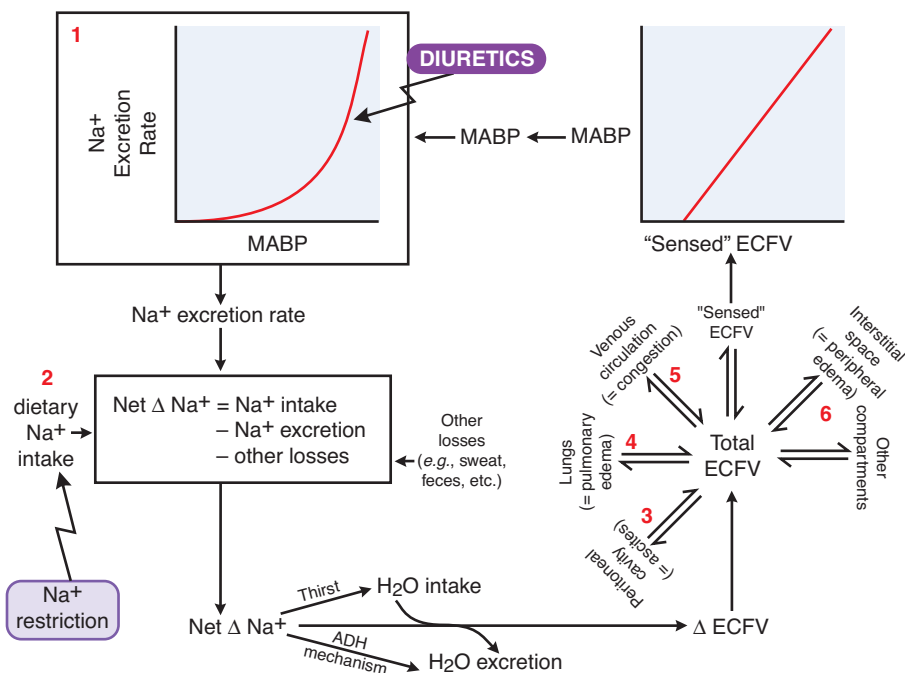 1
DIURETICS
Na+
Excretion
Rate
MABP
MABP
MABP
"Sensed" ECFV
Na+ excretion rate
2
dietary
Na+
intake
Net Δ Na+ = Na+ intake
– Na+ excretion
– other losses
Other
losses
(e.g., sweat,
feces, etc.)
Na+
restriction
Net Δ Na+
Thirst
H2O intake
ADH
mechanism
H2O excretion
Δ ECFV
Total
ECFV
"Sensed"
ECFV
Venous
circulation
(= congestion)
5
Interstitial
space
(= peripheral
edema)
6
Lungs
(= pulmonary
edema)
4
Other
compartments
3
Peritoneal
cavity
(= ascites)